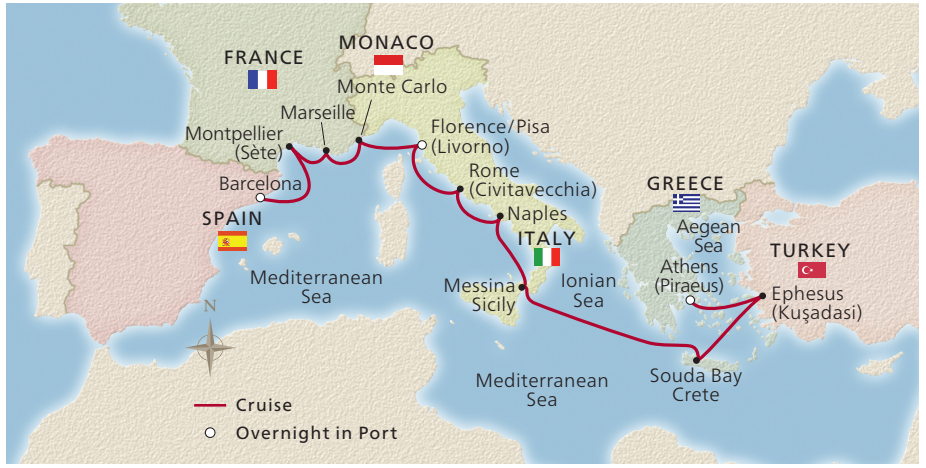 MONACO
FRANCE
Monte Carlo
Marseille
Montpellier
(Sète)
Florence/Pisa
(Livorno)
Barcelona
Rome
(Civitavecchia)
GREECE
SPAIN
Naples
Aegean
Sea
ITALY
TURKEY
Mediterranean
Sea
Messina
Sicily
Ionian
Sea
Athens
(Piraeus)
Ephesus
(Kuşadasi)
N
Mediterranean
Sea
Souda Bay
Crete
Cruise
Overnight in Port